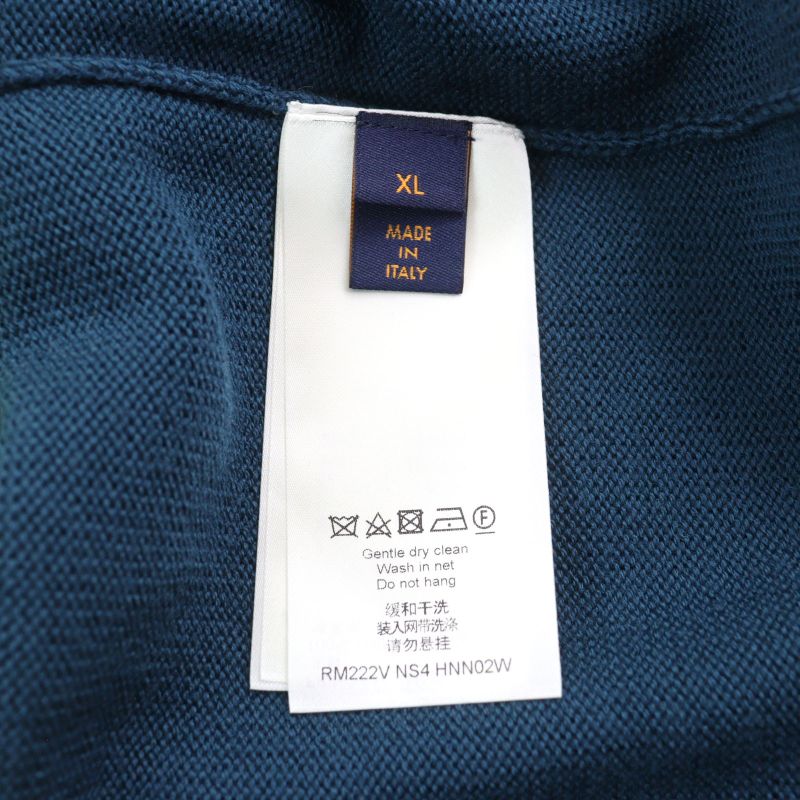 XL
MADE
IN
ITALY
F
Gentle dry clean
Wash in net
Do not hang
缓和干洗
装入网带洗涤
请勿悬挂
RM222V NS4 HNN02W